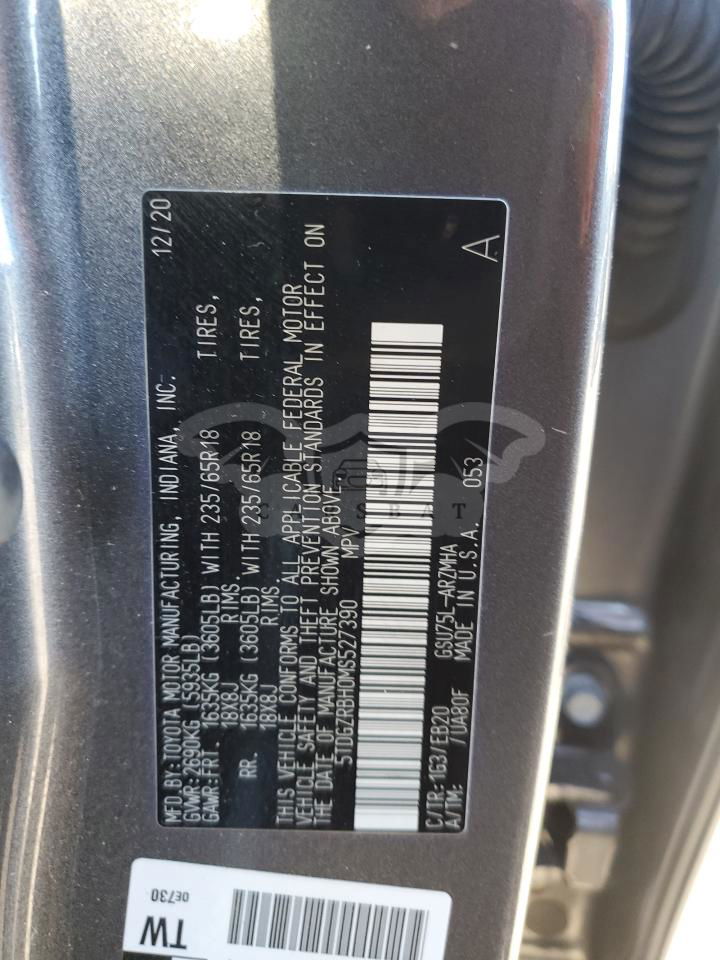 MFD.BY:TOYOTA MOTOR MANUFACTURING, INDIANA, INC. 12/20
GVWR:2690KG (5935LB)
GAWR:FRT. 1635KG (3605LB) WITH 235/65R18 TIRES,
18X8J RIMS.
RR. 1635KG (3605LB) WITH 235/65R18 TIRES,
18X8J RIMS.
THIS VEHICLE CONFORMS TO ALL APPLICABLE FEDERAL MOTOR
VEHICLE SAFETY AND THEFT PREVENTION STANDARDS IN EFFECT ON
THE DATE OF MANUFACTURE SHOWN ABOVE.
5TDGZRBH0MS527390 MPV
C/TR:1G3/EB20 GSU75L-ARZMHA A
A/TM: /UA80F MADE IN U.S.A. 053
0E730
TW